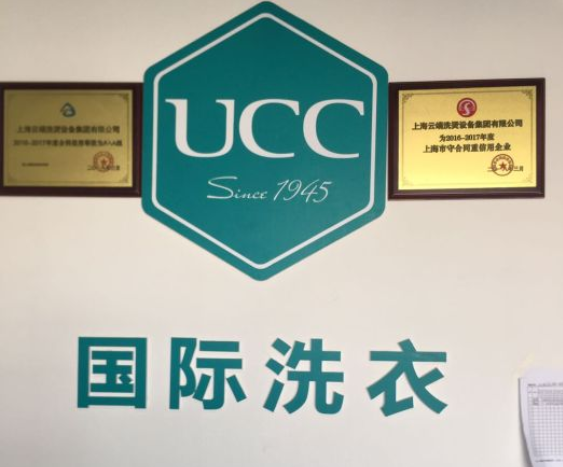 上海云端洗烫设备集团有限公司
UCC
Since 1945
上海云端洗烫设备集团有限公司
为2016-2017年度
上海市守合同重信用企业
国际洗衣